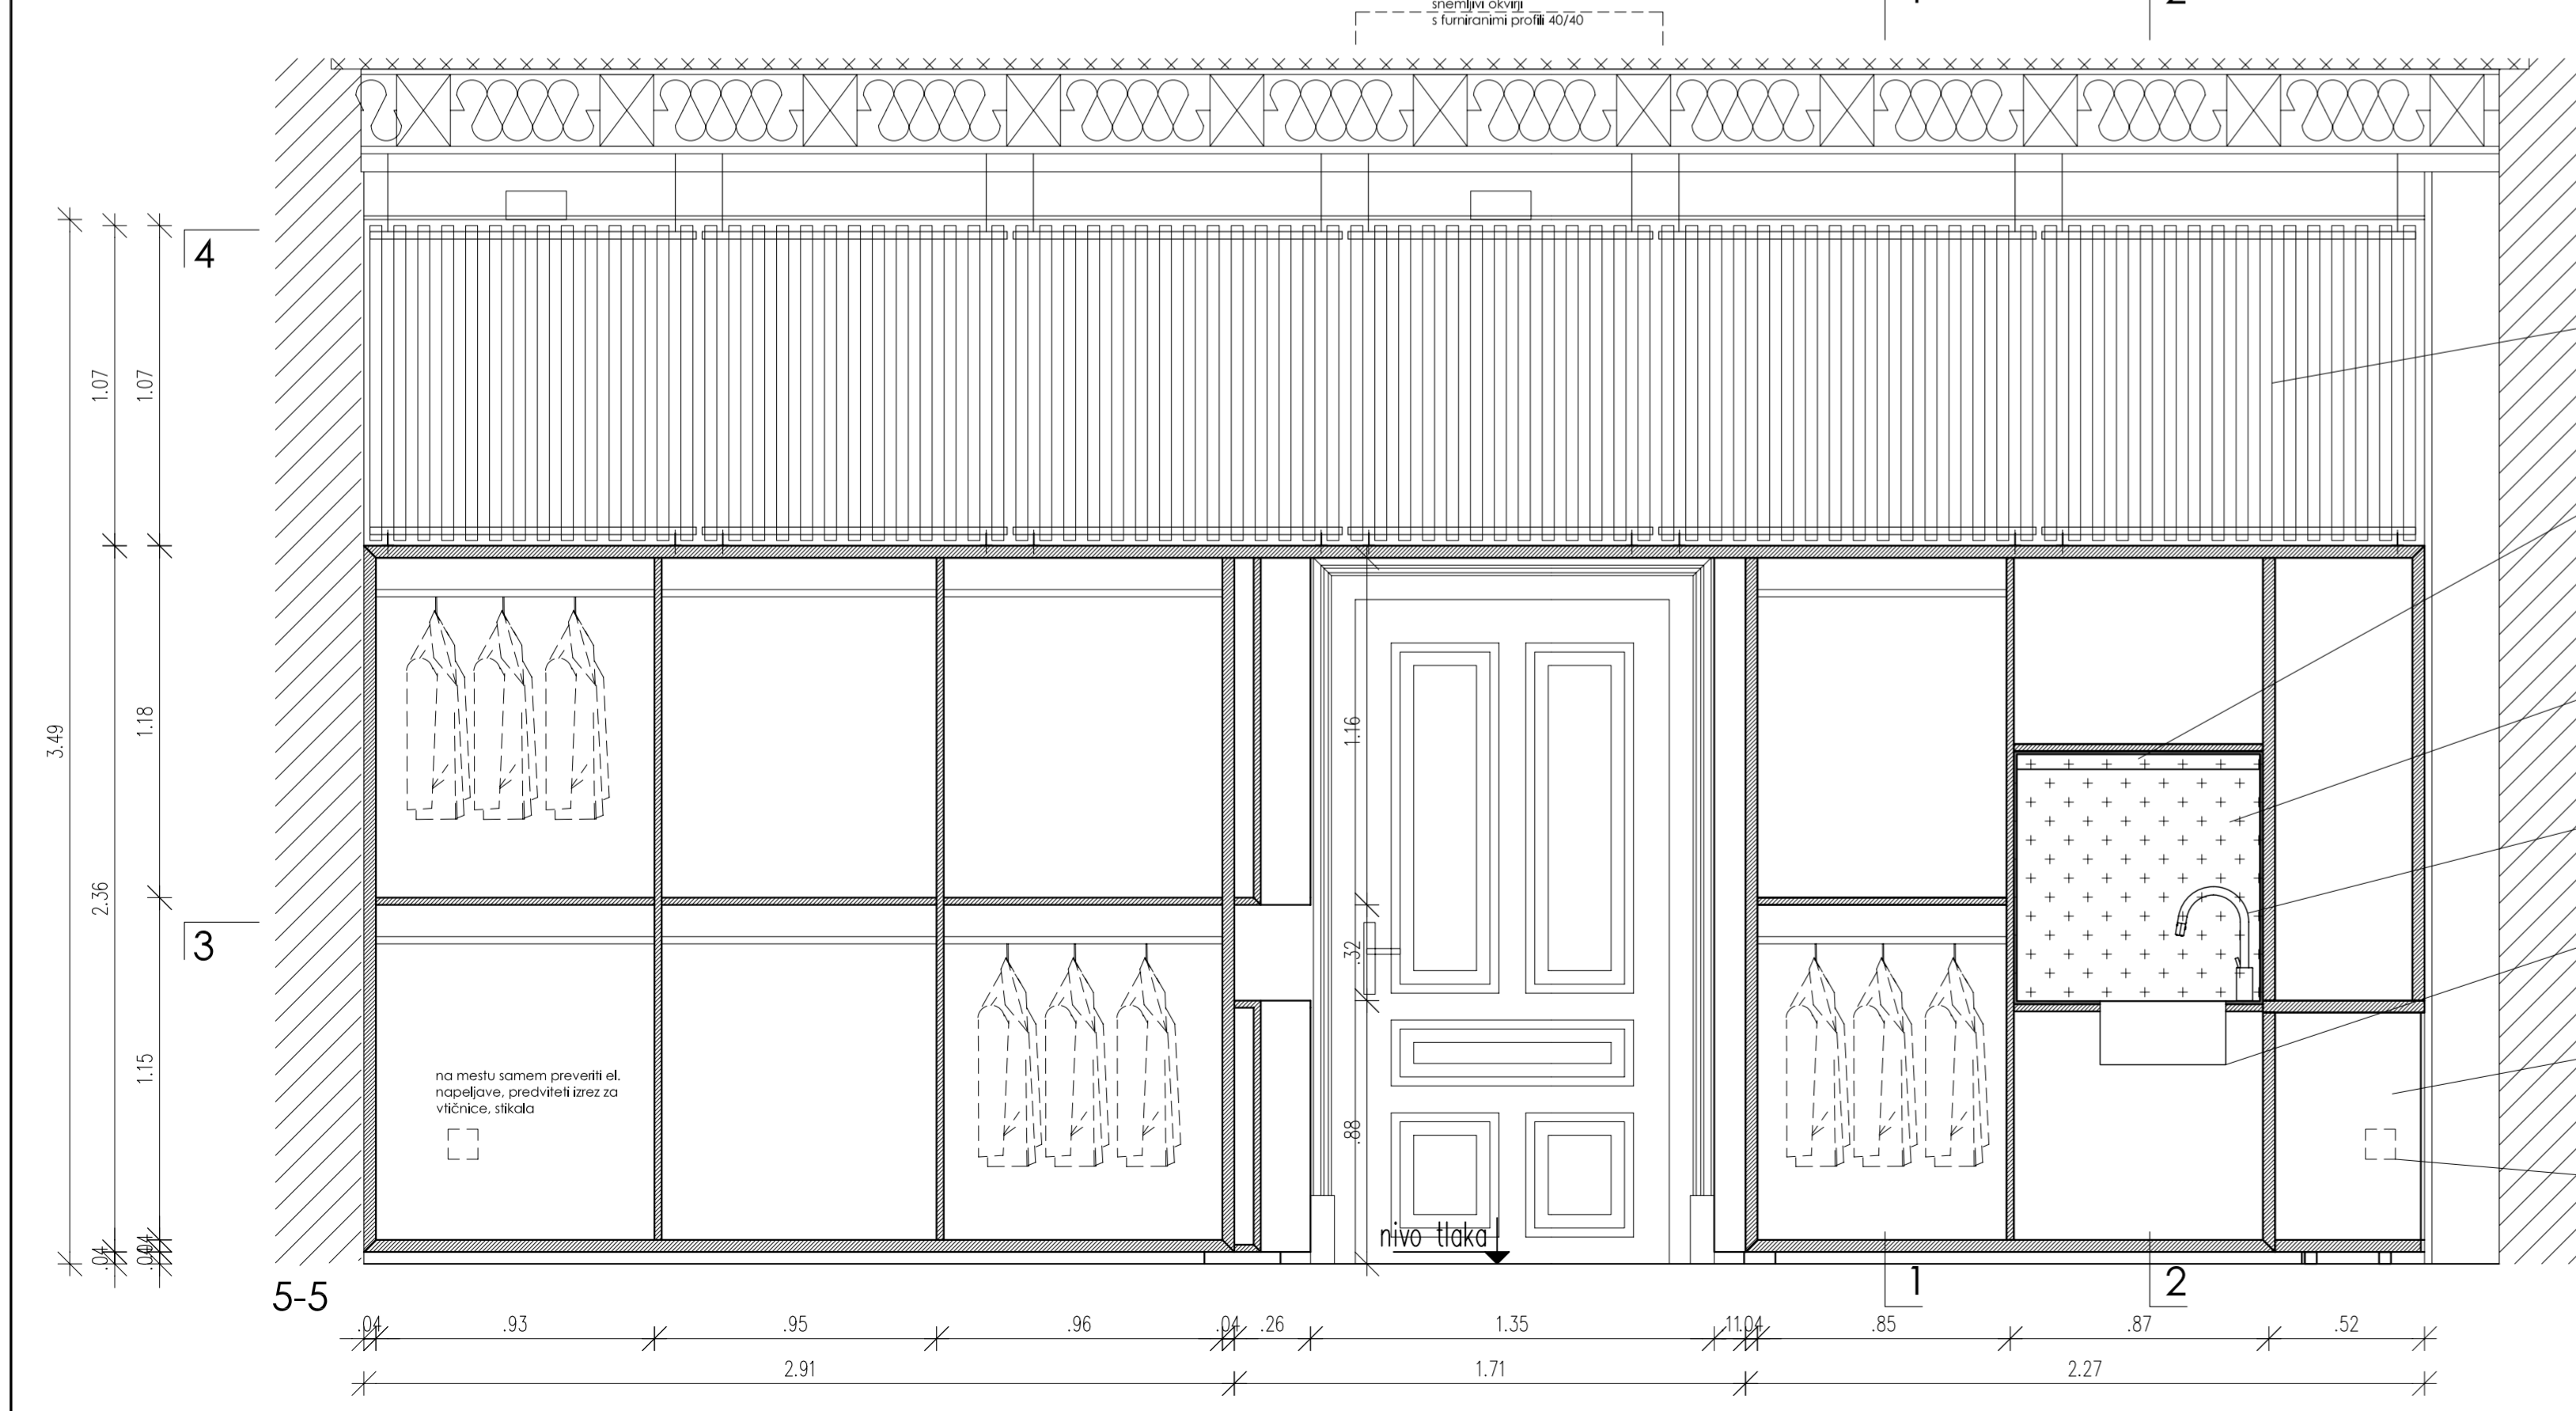 snemljivi okvirji
s furniranimi profili 40/40
4
1.07
1.07
3.49
2.36
1.18
1.16
3
.32
1.15
.88
na mestu samem preveriti el.
napeljave, predviteti izrez za
vtičnice, stikala
nivo tlaka
.04
5-5
1
2
.04 .93 .95 .96 .04 .26 1.35 .11 .04 .85 .87 .52
2.91 1.71 2.27